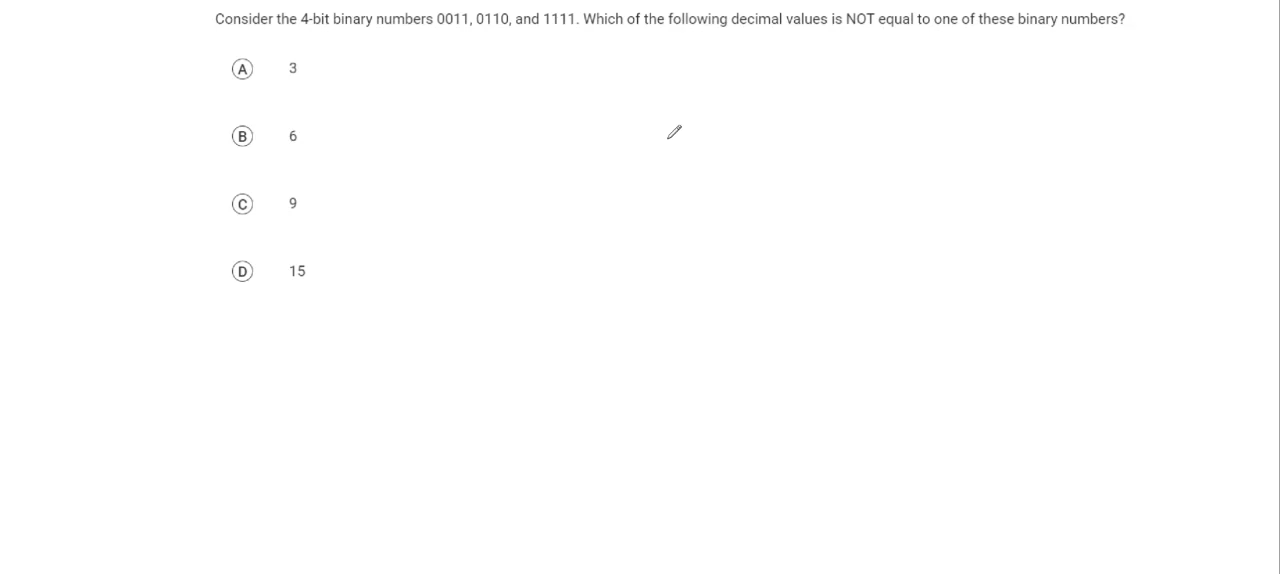 Consider the 4-bit binary numbers 0011, 0110, and 1111. Which of the following decimal values is NOT equal to one of these binary numbers?
A 3
B 6
C 9
D 15